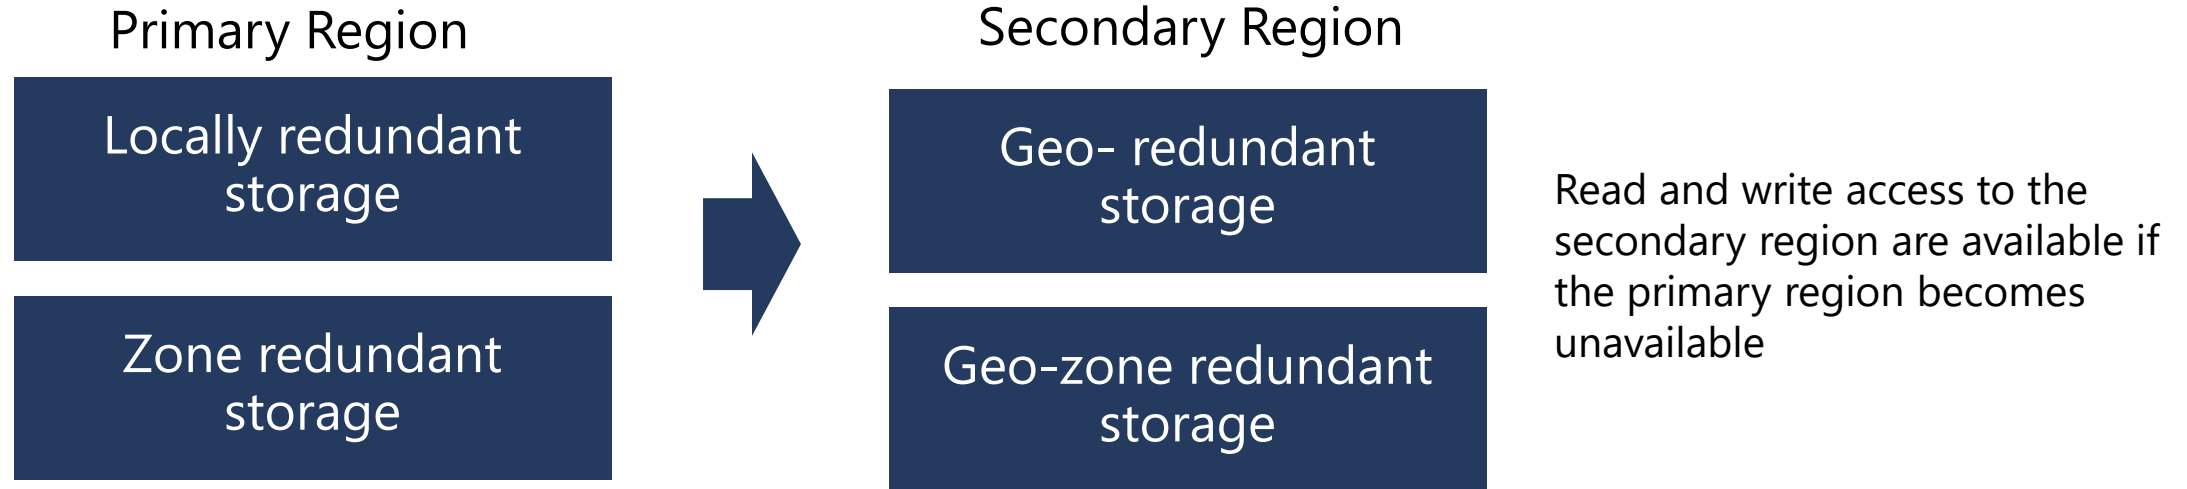 Primary Region
Locally redundant
storage
Zone redundant
storage
Secondary Region
Geo- redundant
storage
Geo-zone redundant
storage
Read and write access to the
secondary region are available if
the primary region becomes
unavailable